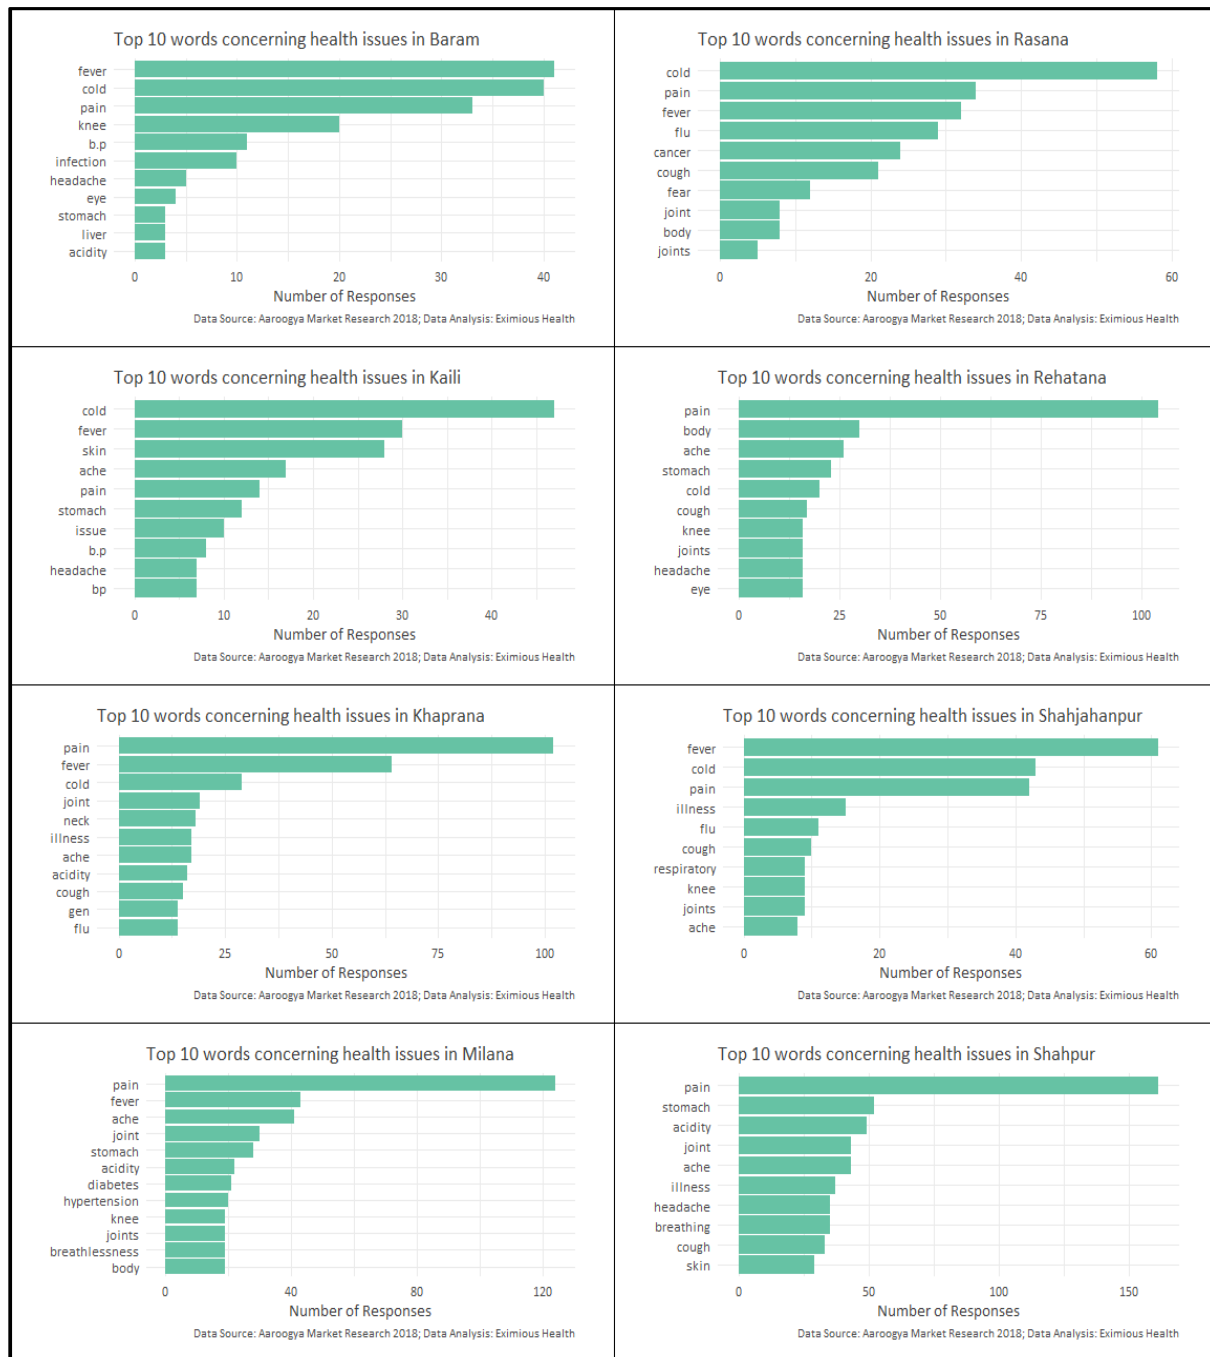 Top 10 words concerning health issues in Baram
fever
cold
pain
knee
b.p
infection
headache
eye
stomach
liver
acidity
0 10 20 30 40
Number of Responses
Data Source: Aaroogya Market Research 2018; Data Analysis: Eximious Health
Top 10 words concerning health issues in Rasana
cold
pain
fever
flu
cancer
cough
fear
joint
body
joints
0 20 40 60
Number of Responses
Data Source: Aaroogya Market Research 2018; Data Analysis: Eximious Health
Top 10 words concerning health issues in Kaili
cold
fever
skin
ache
pain
stomach
issue
b.p
headache
bp
0 10 20 30 40
Number of Responses
Data Source: Aaroogya Market Research 2018; Data Analysis: Eximious Health
Top 10 words concerning health issues in Rehatana
pain
body
ache
stomach
cold
cough
knee
joints
headache
eye
0 25 50 75 100
Number of Responses
Data Source: Aaroogya Market Research 2018; Data Analysis: Eximious Health
Top 10 words concerning health issues in Khaprana
pain
fever
cold
joint
neck
illness
ache
acidity
cough
gen
flu
0 25 50 75 100
Number of Responses
Data Source: Aaroogya Market Research 2018; Data Analysis: Eximious Health
Top 10 words concerning health issues in Shahjahanpur
fever
cold
pain
illness
flu
cough
respiratory
knee
joints
ache
0 20 40 60
Number of Responses
Data Source: Aaroogya Market Research 2018; Data Analysis: Eximious Health
Top 10 words concerning health issues in Milana
pain
fever
ache
joint
stomach
acidity
diabetes
hypertension
knee
joints
breathlessness
body
0 40 80 120
Number of Responses
Data Source: Aaroogya Market Research 2018; Data Analysis: Eximious Health
Top 10 words concerning health issues in Shahpur
pain
stomach
acidity
joint
ache
illness
headache
breathing
cough
skin
0 50 100 150
Number of Responses
Data Source: Aaroogya Market Research 2018; Data Analysis: Eximious Health